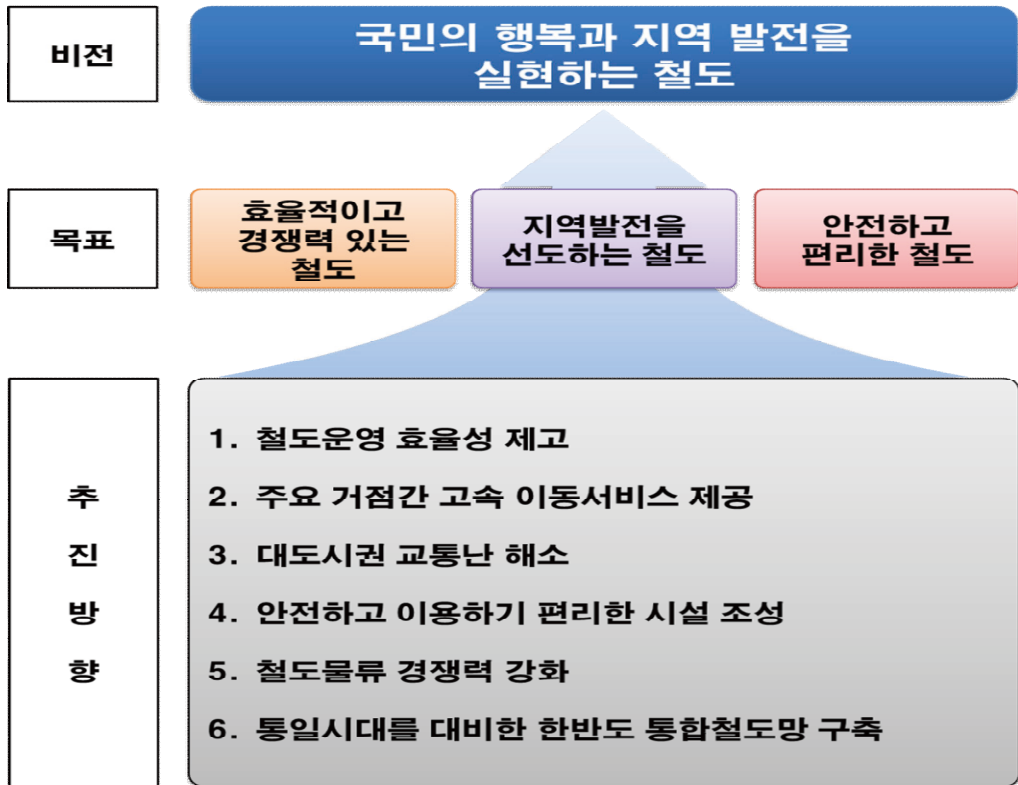 비전
국민의 행복과 지역 발전을
실현하는 철도
목표
효율적이고
경쟁력 있는
철도
지역발전을
선도하는 철도
안전하고
편리한 철도
추
진
방
향
1. 철도운영 효율성 제고
2. 주요 거점간 고속 이동서비스 제공
3. 대도시권 교통난 해소
4. 안전하고 이용하기 편리한 시설 조성
5. 철도물류 경쟁력 강화
6. 통일시대를 대비한 한반도 통합철도망 구축